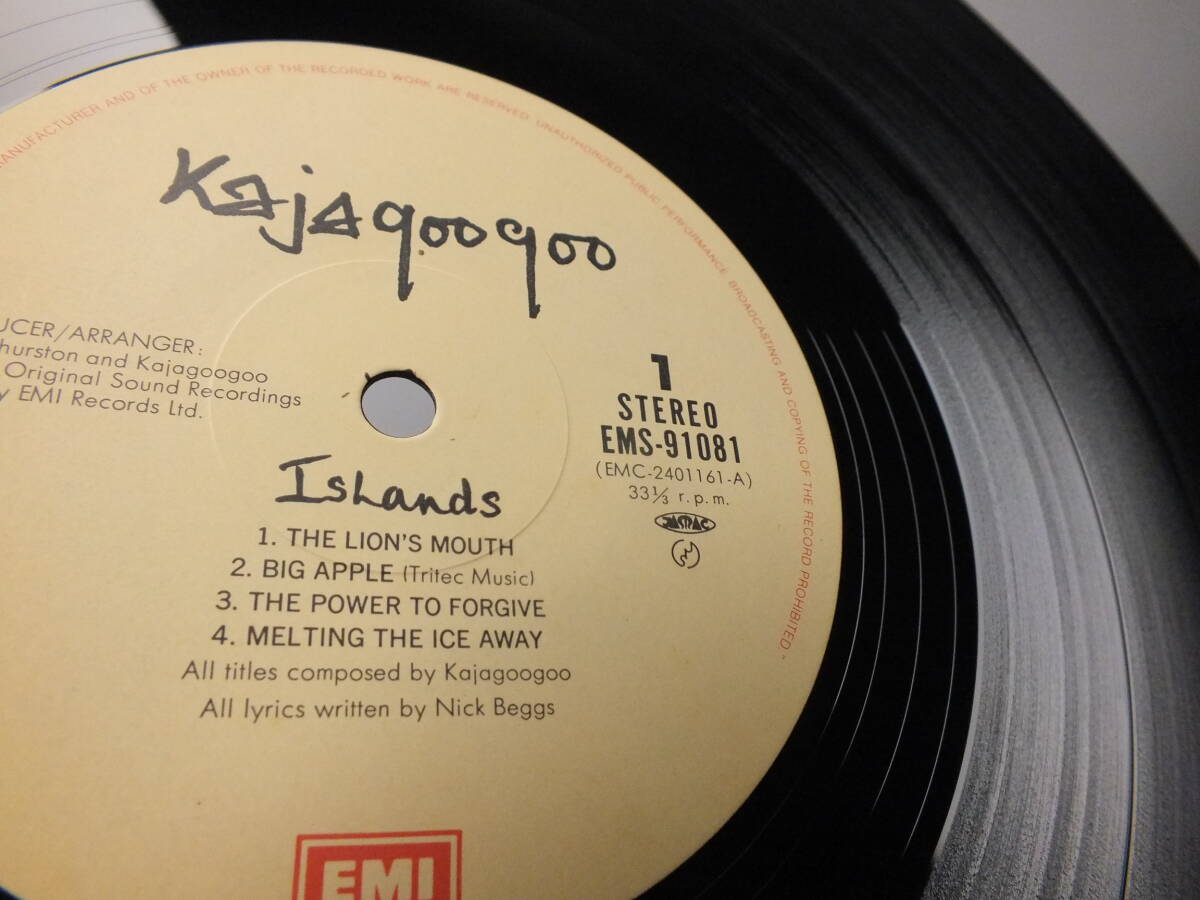 MANUFACTURER AND OF THE OWNER OF THE RECORDED WORK ARE RESERVED. UNAUTHORIZED PUBLIC PERFORMANCE BROADCASTING AND COPYING OF THE RECORD PROHIBITED."
Kajagoogoo
UCER/ARRANGER:
hurston and Kajagoogoo
Original Sound Recordings
y EMI Records Ltd.
1
STEREO
EMS-91081
(EMC-2401161-A)
33 1/3 r.p.m.
JASRAC
Islands
1. THE LION'S MOUTH
2. BIG APPLE (Tritec Music)
3. THE POWER TO FORGIVE
4. MELTING THE ICE AWAY
All titles composed by Kajagoogoo
All lyrics written by Nick Beggs
EMI